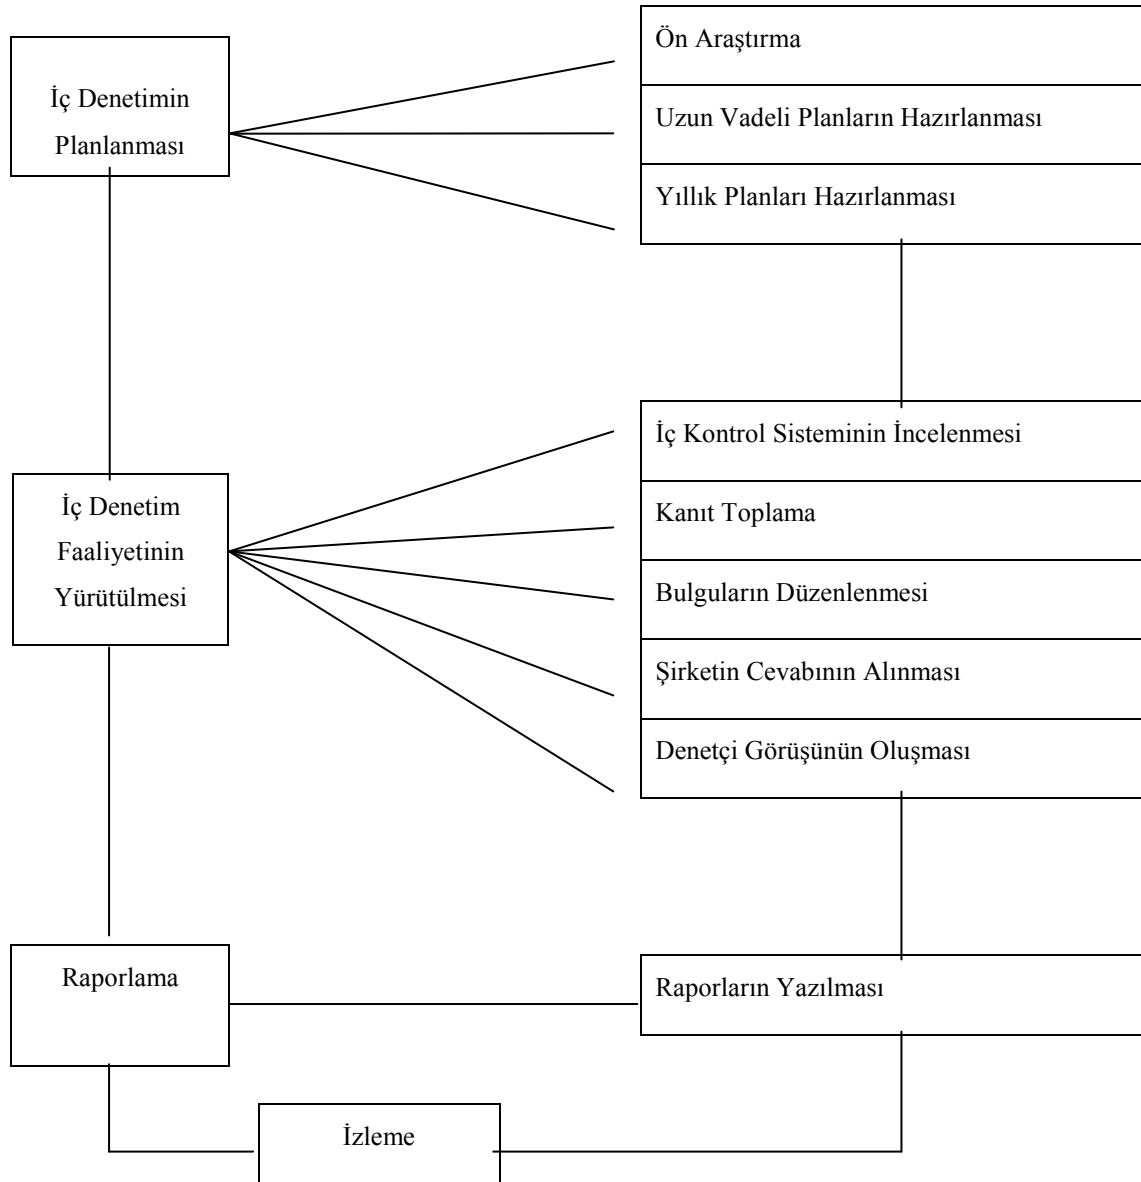 İç Denetimin
Planlanması
Ön Araştırma
Uzun Vadeli Planların Hazırlanması
Yıllık Planları Hazırlanması
İç Denetim
Faaliyetinin
Yürütülmesi
İç Kontrol Sisteminin İncelenmesi
Kanıt Toplama
Bulguların Düzenlenmesi
Şirketin Cevabının Alınması
Denetçi Görüşünün Oluşması
Raporlama
Raporların Yazılması
İzleme